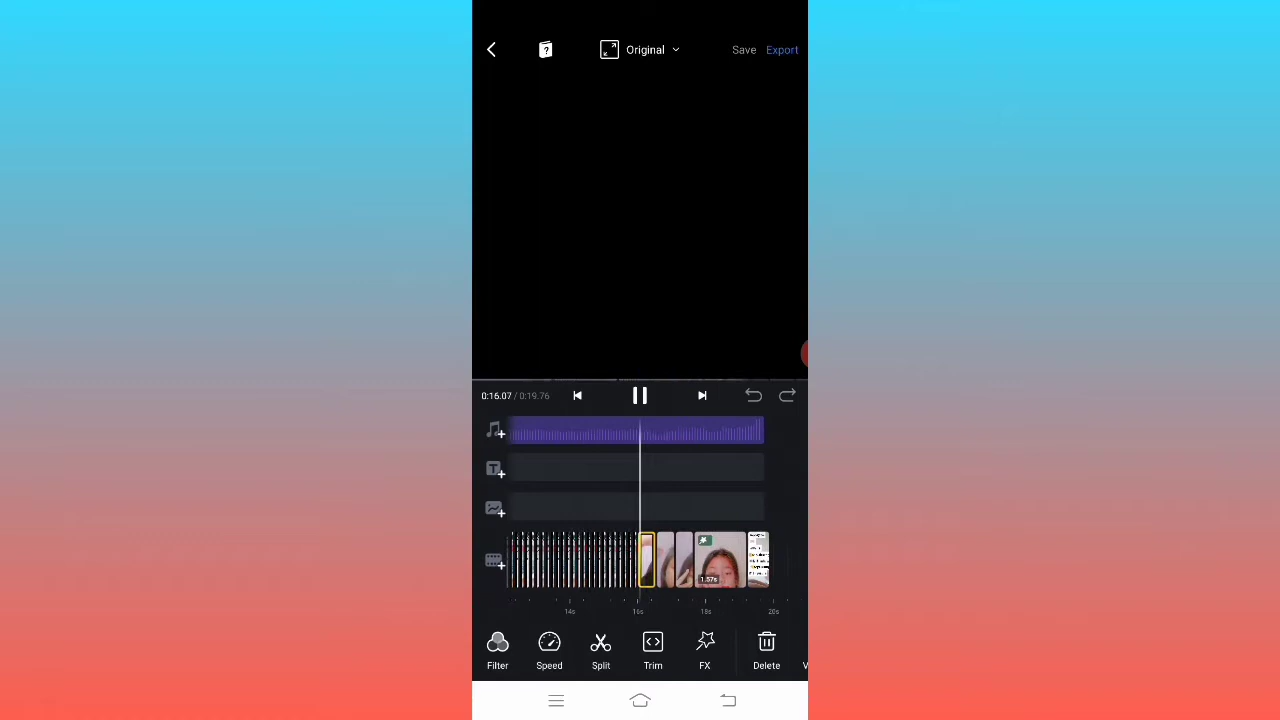 Original
Save
Export
0:16.07 / 0:19.76
T
1.57s
14s
16s
18s
20s
Filter
Speed
Split
Trim
FX
Delete
V